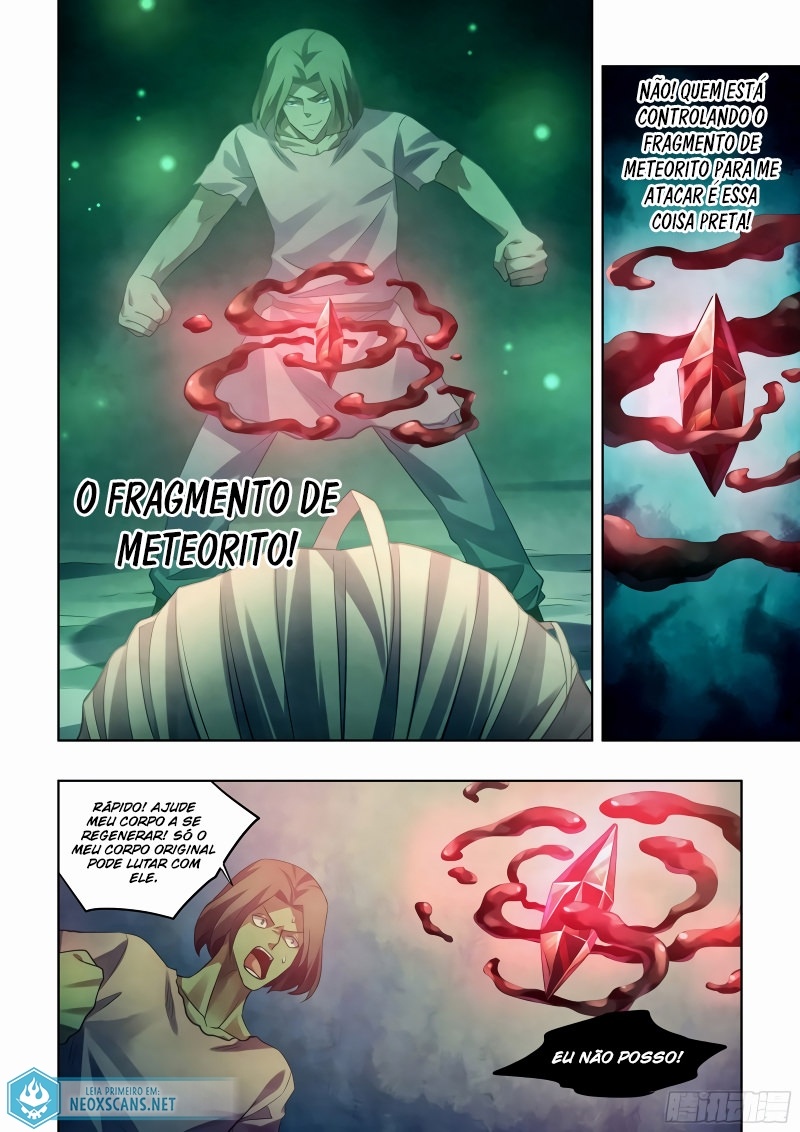 O FRAGMENTO DE
METEORITO!
NÃO! QUEM ESTÁ
CONTROLANDO O
FRAGMENTO DE
METEORITO PARA ME
ATACAR É ESSA
COISA PRETA!
RÁPIDO! AJUDE
MEU CORPO A SE
REGENERAR! SÓ O
MEU CORPO ORIGINAL
PODE LUTAR COM
ELE.
EU NÃO POSSO!
LEIA PRIMEIRO EM:
NEOXSCANS.NET
腾讯动漫